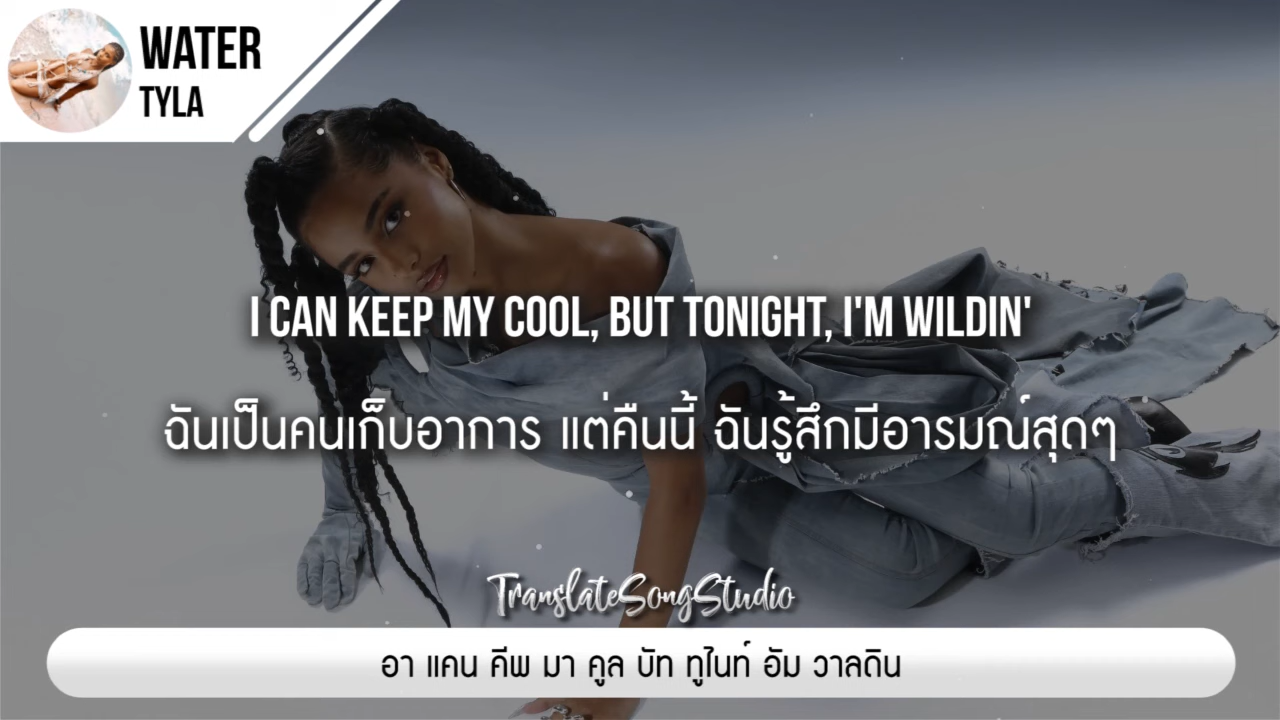 WATER
TYLA
I CAN KEEP MY COOL, BUT TONIGHT, I'M WILDIN'
ฉันเป็นคนเก็บอาการ แต่คืนนี้ ฉันรู้สึกมีอารมณ์สุดๆ
TranslateSongStudio
อา แคน คีพ มา คูล บัท ทูไนท์ อัม วาลดิน